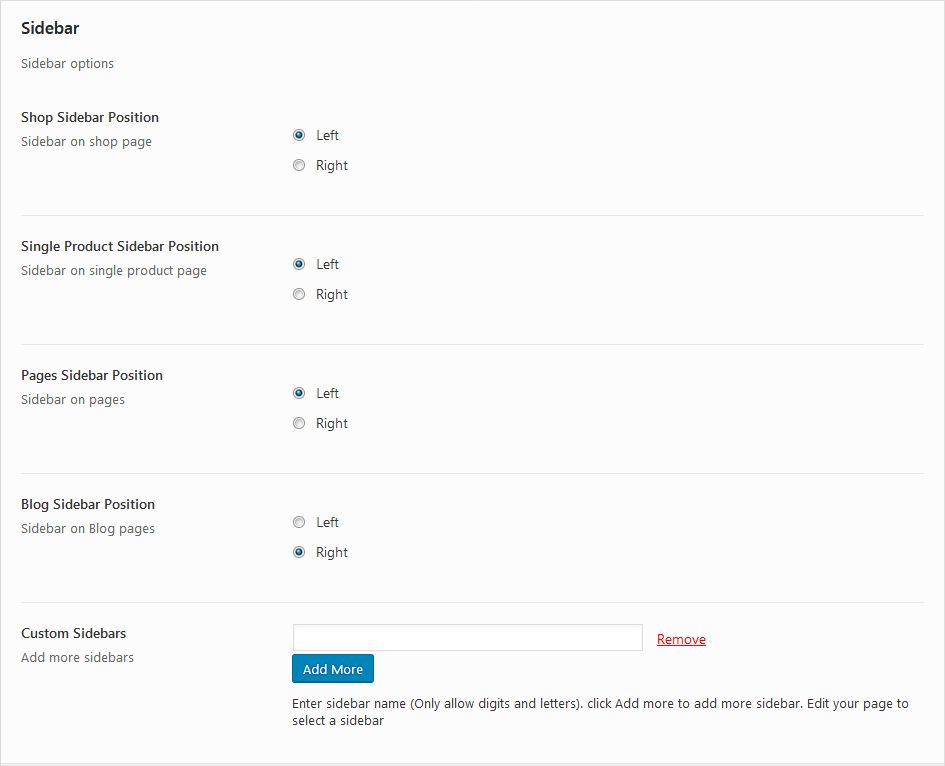 Sidebar
Sidebar options
Shop Sidebar Position
Sidebar on shop page
Left
Right
Single Product Sidebar Position
Sidebar on single product page
Left
Right
Pages Sidebar Position
Sidebar on pages
Left
Right
Blog Sidebar Position
Sidebar on Blog pages
Left
Right
Custom Sidebars
Add more sidebars
Remove
Add More
Enter sidebar name (Only allow digits and letters). click Add more to add more sidebar. Edit your page to
select a sidebar